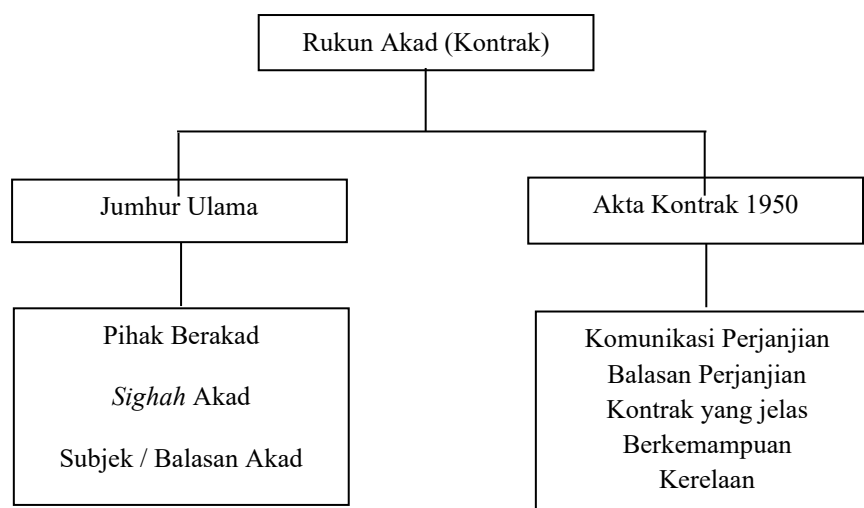 Rukun Akad (Kontrak)
Jumhur Ulama
Akta Kontrak 1950
Pihak Berakad
Sighah Akad
Subjek / Balasan Akad
Komunikasi Perjanjian
Balasan Perjanjian
Kontrak yang jelas
Berkemampuan
Kerelaan